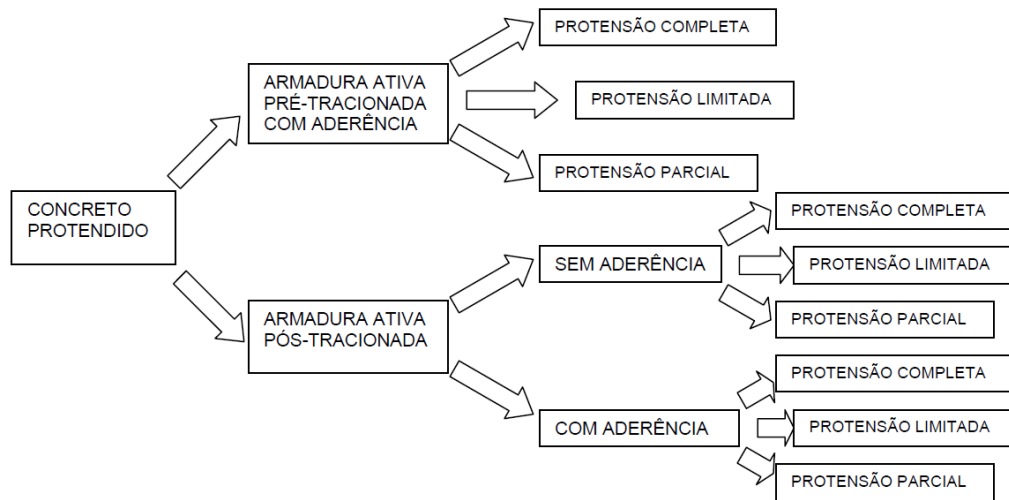 PROTENSÃO COMPLETA
ARMADURA ATIVA
PRÉ-TRACIONADA
COM ADERÊNCIA
PROTENSÃO LIMITADA
PROTENSÃO PARCIAL
CONCRETO
PROTENDIDO
PROTENSÃO COMPLETA
SEM ADERÊNCIA
PROTENSÃO LIMITADA
ARMADURA ATIVA
PÓS-TRACIONADA
PROTENSÃO PARCIAL
PROTENSÃO COMPLETA
COM ADERÊNCIA
PROTENSÃO LIMITADA
PROTENSÃO PARCIAL